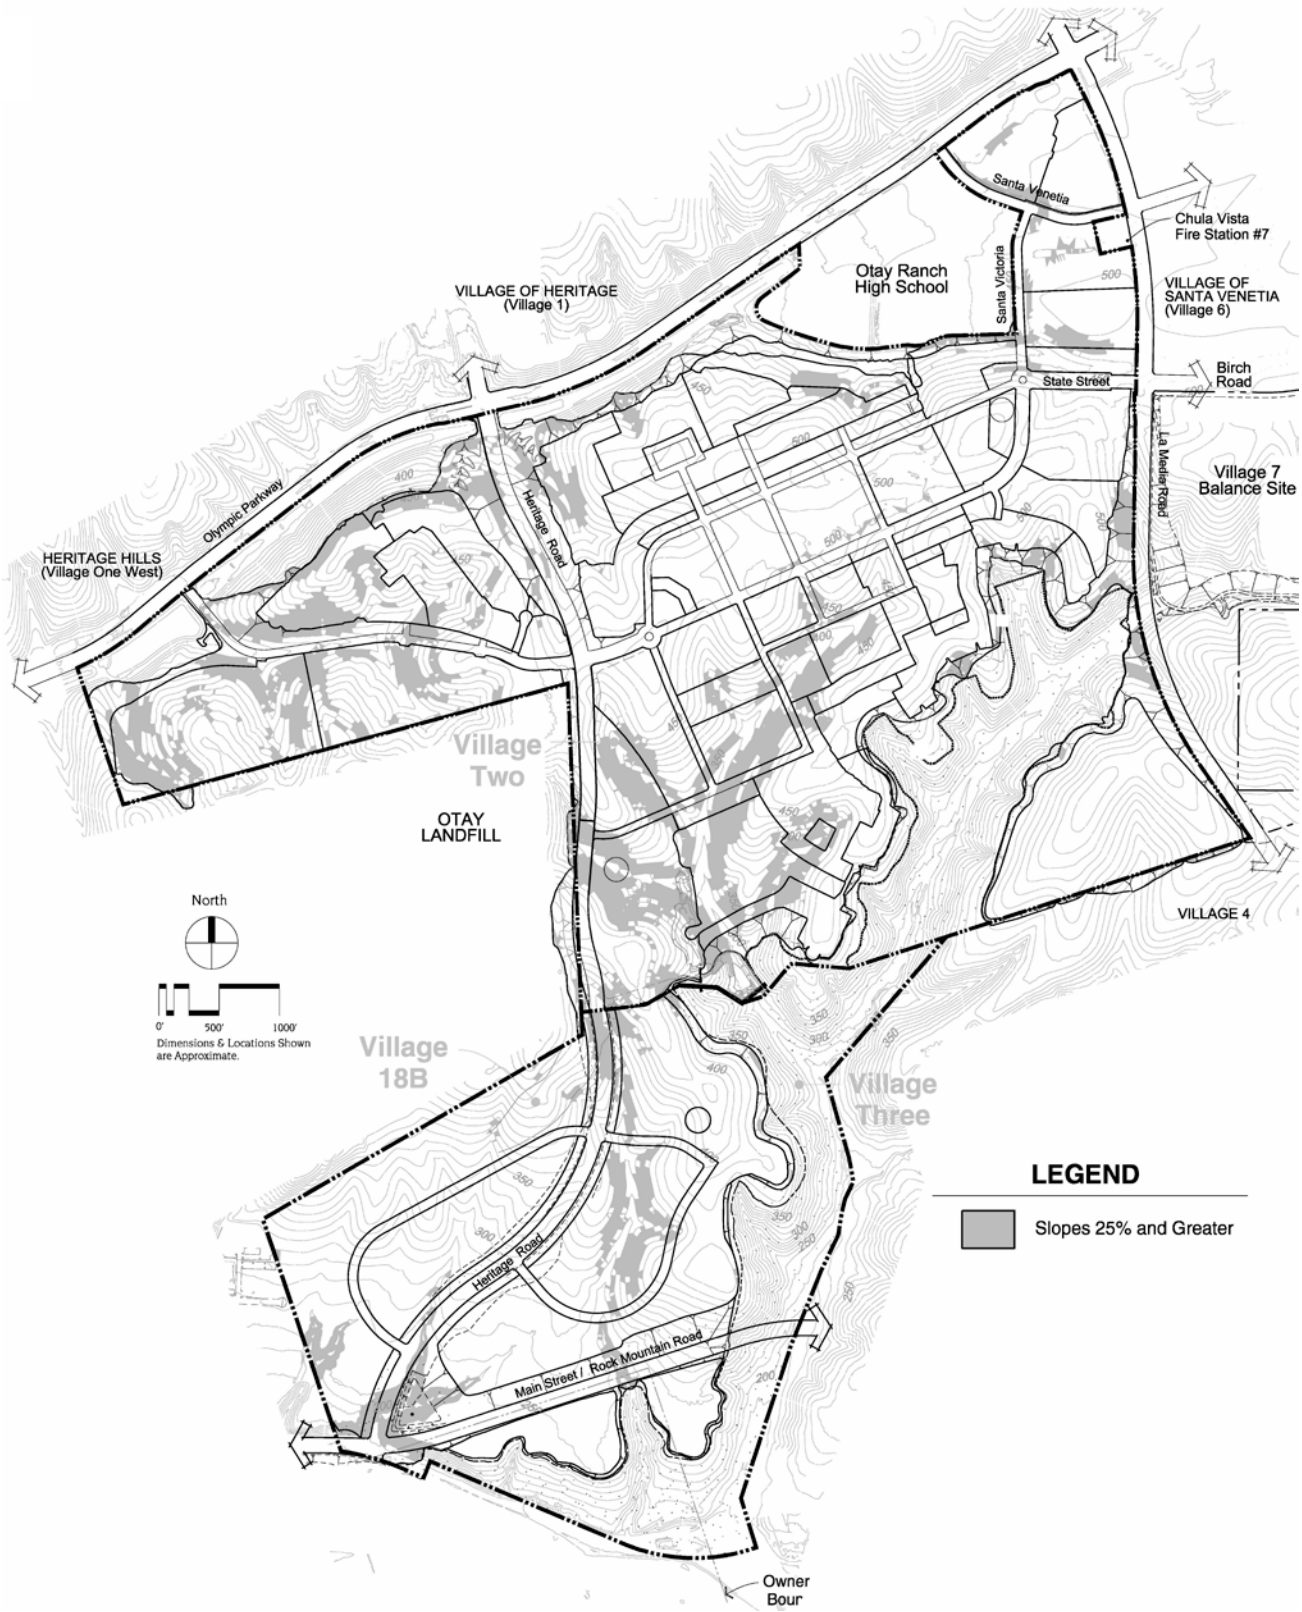 Santa Venetia
Chula Vista
Fire Station #7
Otay Ranch
High School
Santa Victoria
500
VILLAGE OF
SANTA VENETIA
(Village 6)
VILLAGE OF HERITAGE
(Village 1)
Birch
Road
State Street
450
500
La Media Road
Village 7
Balance Site
400
Olympic Parkway
Heritage Road
500
500
500
500
HERITAGE HILLS
(Village One West)
450
450
400
450
450
Village
Two
OTAY
LANDFILL
450
North
0'
500'
1000'
Dimensions & Locations Shown
are Approximate.
VILLAGE 4
350
300
350
350
400
Village
18B
Village
Three
LEGEND
Slopes 25% and Greater
350
300
350
300
250
250
Heritage Road
Main Street / Rock Mountain Road
200
Owner
Bour